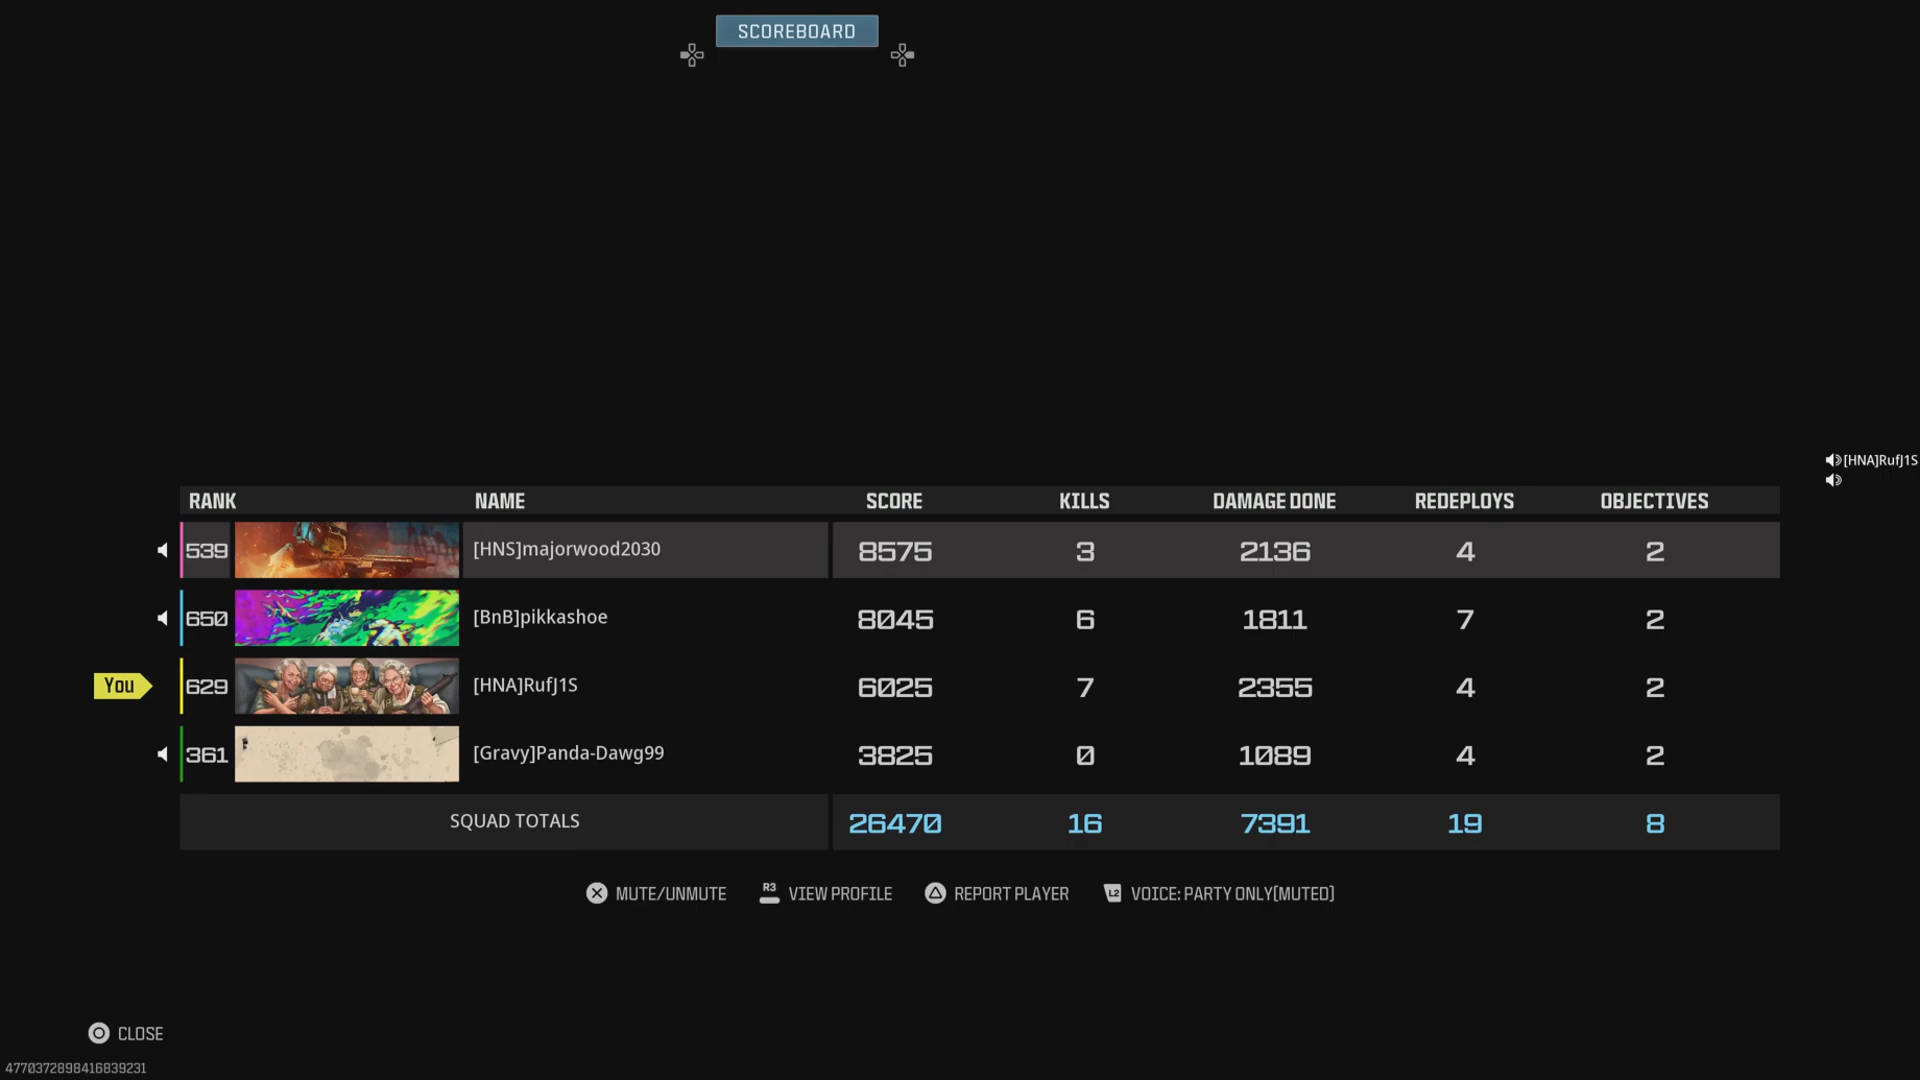 SCOREBOARD
[HNA]RufJ1S
RANK NAME SCORE KILLS DAMAGE DONE REDEPLOYS OBJECTIVES
539 [HNS]majorwood2030 8575 3 2136 4 2
650 [BnB]pikkashoe 8045 6 1811 7 2
You 629 [HNA]RufJ1S 6025 7 2355 4 2
361 [Gravy]Panda-Dawg99 3825 0 1089 4 2
SQUAD TOTALS 26470 16 7391 19 8
MUTE/UNMUTE R3 VIEW PROFILE REPORT PLAYER L2 VOICE: PARTY ONLY[MUTED]
CLOSE
4770372898416839231